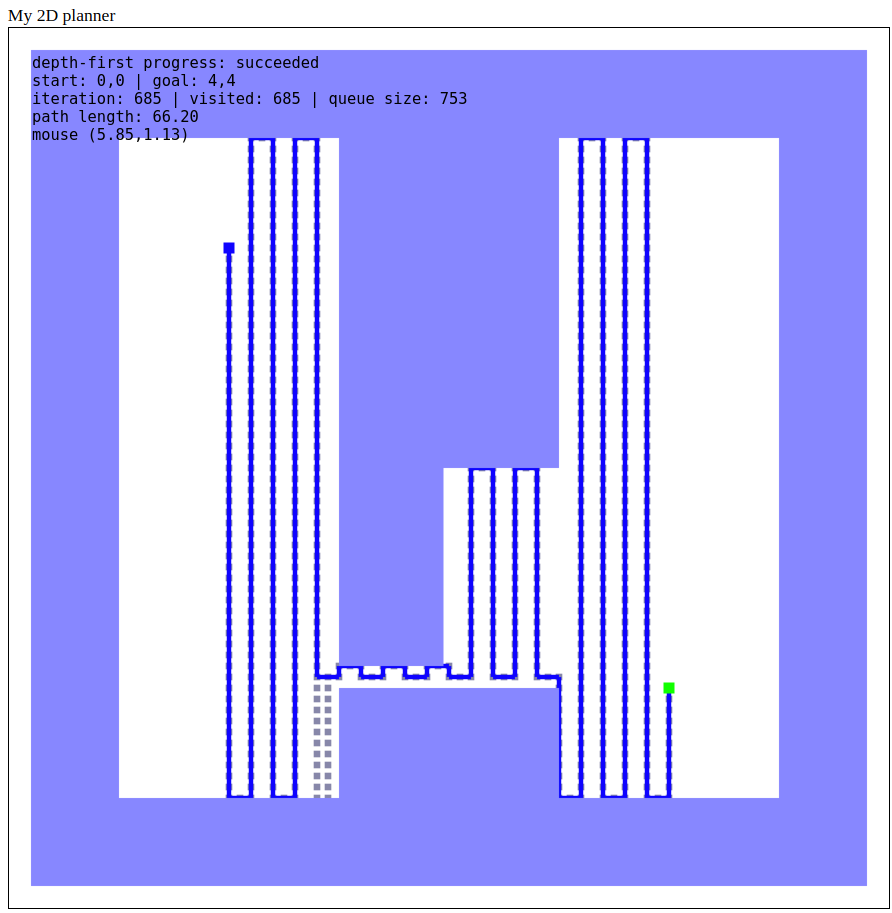 My 2D planner
depth-first progress: succeeded
start: 0,0 | goal: 4,4
iteration: 685 | visited: 685 | queue size: 753
path length: 66.20
mouse (5.85,1.13)